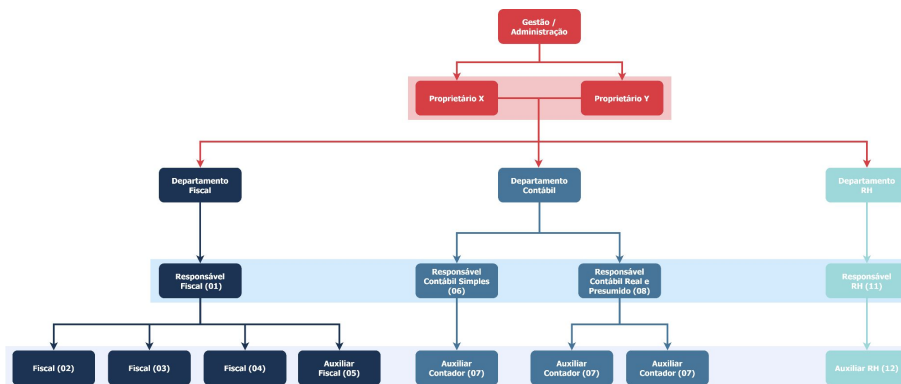 Gestão /
Administração
Proprietário X
Proprietário Y
Departamento
Fiscal
Departamento
Contábil
Departamento
RH
Responsável
Fiscal (01)
Responsável
Contábil Simples
(06)
Responsável
Contábil Real e
Presumido (08)
Responsável
RH (11)
Fiscal (02)
Fiscal (03)
Fiscal (04)
Auxiliar
Fiscal (05)
Auxiliar
Contador (07)
Auxiliar
Contador (07)
Auxiliar
Contador (07)
Auxiliar RH (12)